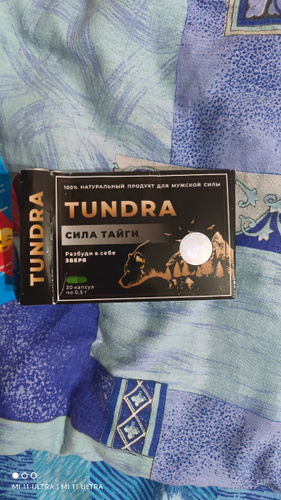 TUNDRA
100% НАТУРАЛЬНЫЙ ПРОДУКТ ДЛЯ МУЖСКОЙ СИЛЫ
TUNDRA
СИЛА ТАЙГИ
Разбуди в себе
ЗВЕРЯ
30 капсул
по 0,5 г
MI 11 ULTRA | MI 11 ULTRA